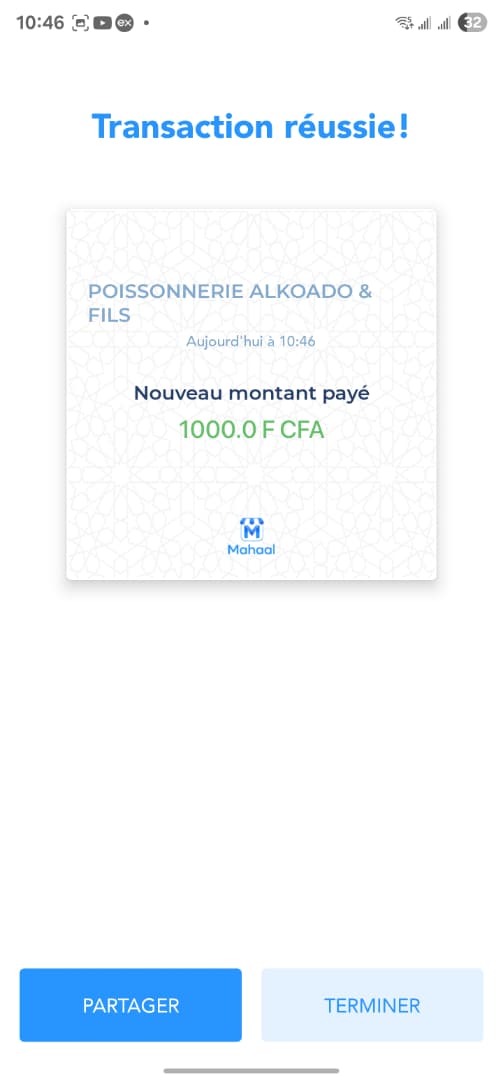 10:46
ex
32
Transaction réussie!
POISSONNERIE ALKOADO &
FILS
Aujourd'hui à 10:46
Nouveau montant payé
1000.0 F CFA
M
Mahaal
PARTAGER
TERMINER